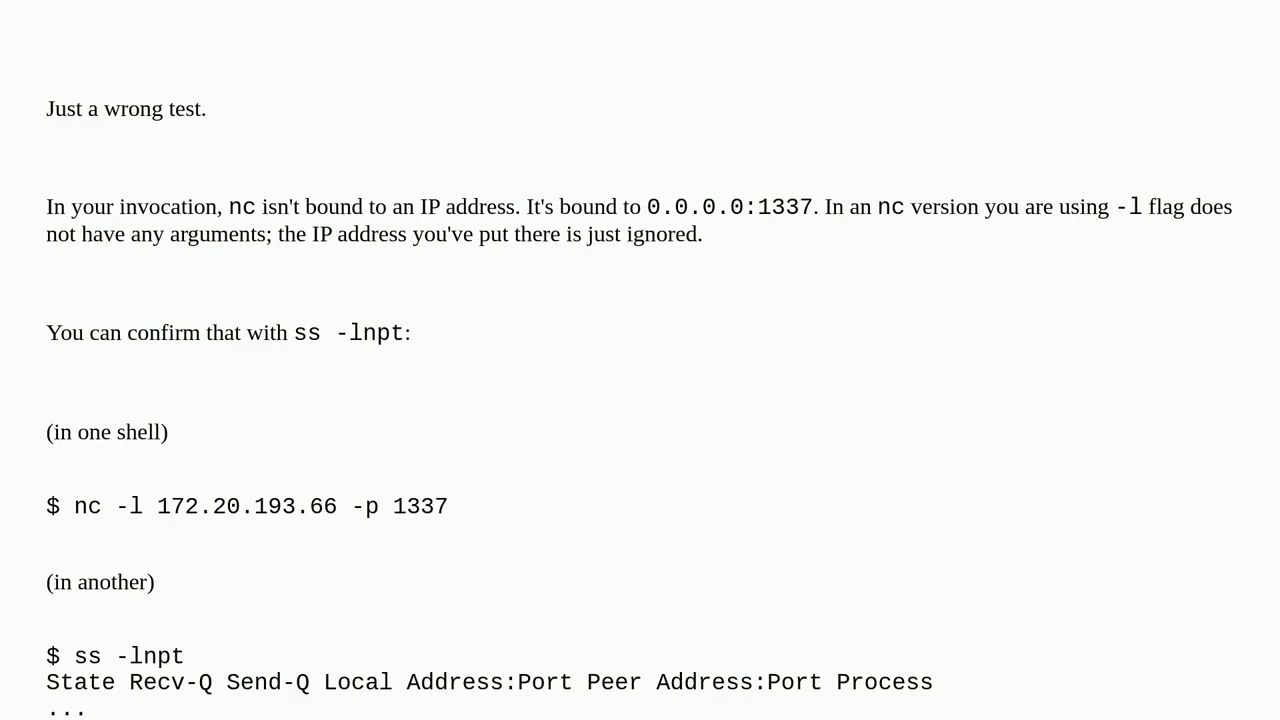 Just a wrong test.
In your invocation, nc isn't bound to an IP address. It's bound to 0.0.0.0:1337. In an nc version you are using -l flag does
not have any arguments; the IP address you've put there is just ignored.
You can confirm that with ss -lnpt:
(in one shell)
$ nc -l 172.20.193.66 -p 1337
(in another)
$ ss -lnpt
State Recv-Q Send-Q Local Address:Port Peer Address:Port Process
...